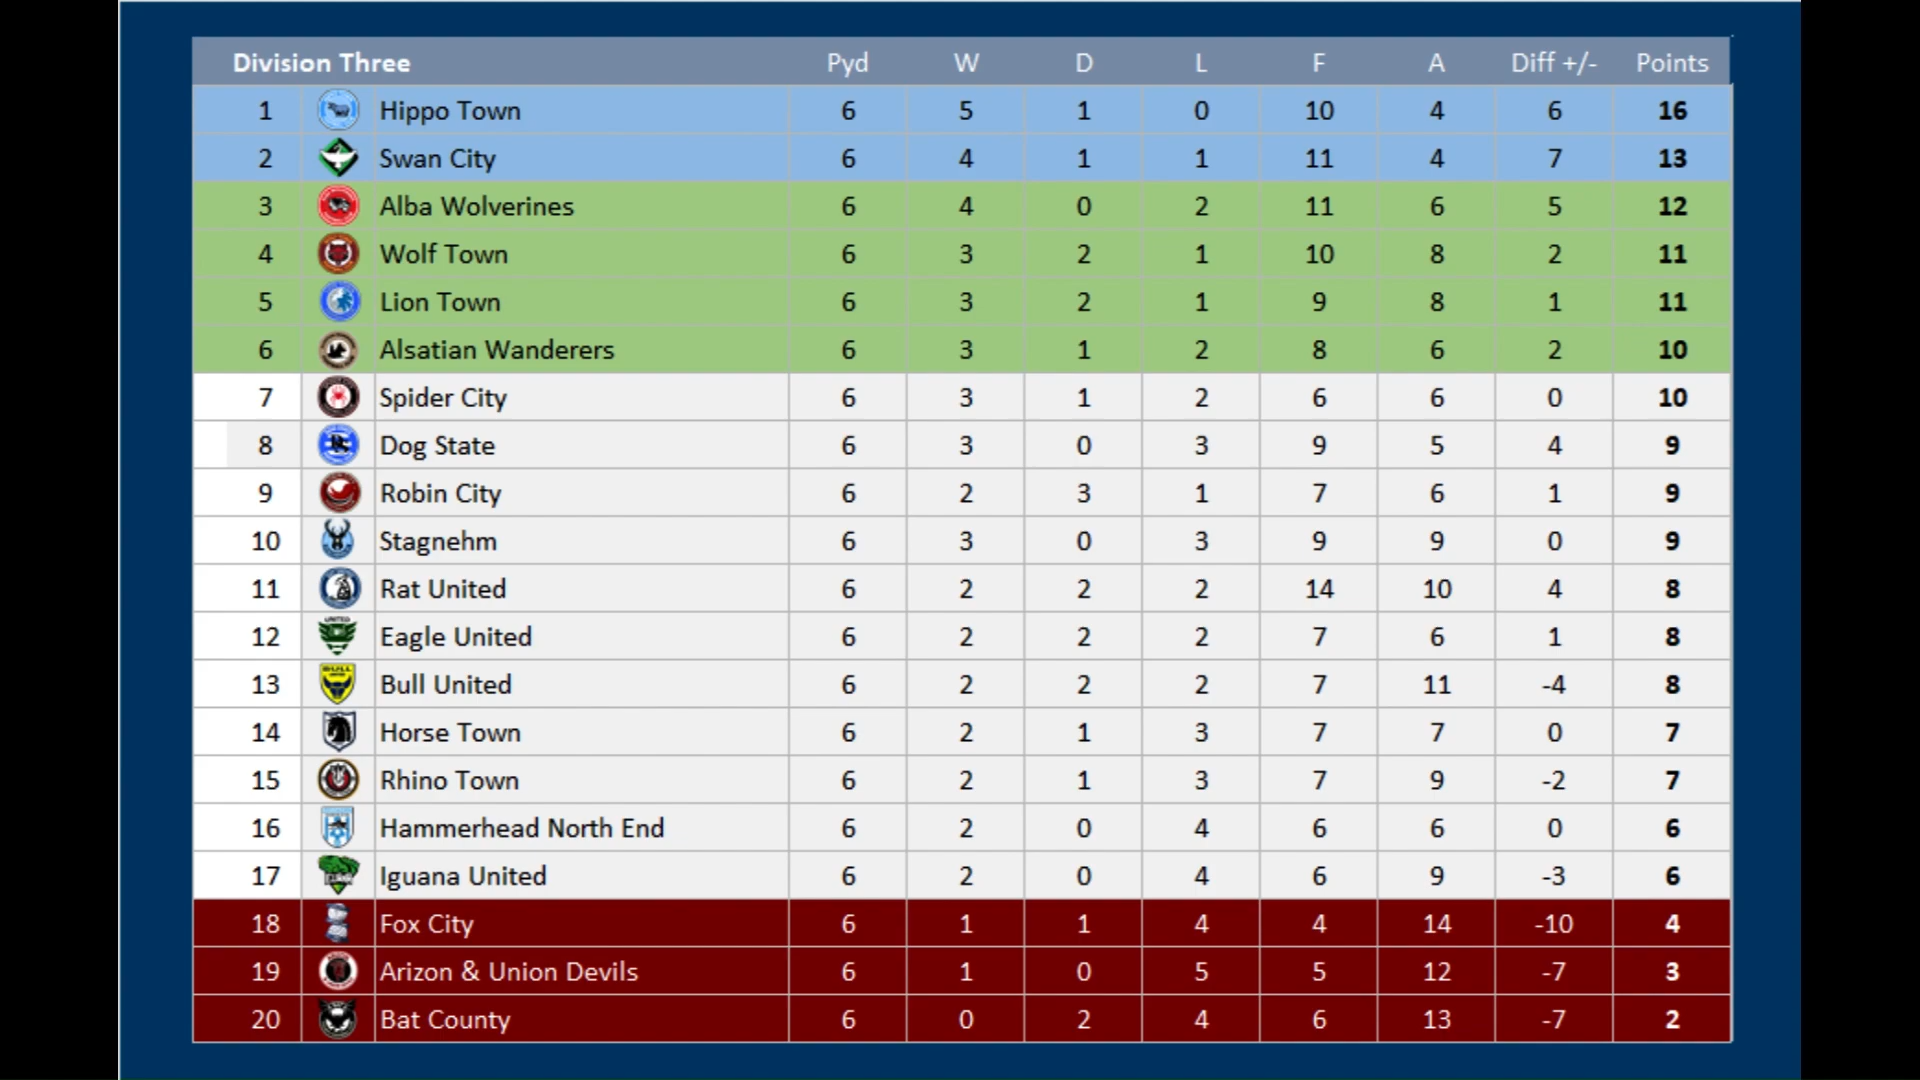 Division Three Pyd W D L F A Diff +/- Points
1 Hippo Town 6 5 1 0 10 4 6 16
2 Swan City 6 4 1 1 11 4 7 13
3 Alba Wolverines 6 4 0 2 11 6 5 12
4 Wolf Town 6 3 2 1 10 8 2 11
5 Lion Town 6 3 2 1 9 8 1 11
6 Alsatian Wanderers 6 3 1 2 8 6 2 10
7 Spider City 6 3 1 2 6 6 0 10
8 Dog State 6 3 0 3 9 5 4 9
9 Robin City 6 2 3 1 7 6 1 9
10 Stagnehm 6 3 0 3 9 9 0 9
11 Rat United 6 2 2 2 14 10 4 8
12 UNITED Eagle United 6 2 2 2 7 6 1 8
13 BULL Bull United 6 2 2 2 7 11 -4 8
14 Horse Town 6 2 1 3 7 7 0 7
15 Rhino Town 6 2 1 3 7 9 -2 7
16 Hammerhead North End 6 2 0 4 6 6 0 6
17 Iguana United 6 2 0 4 6 9 -3 6
18 Fox City 6 1 1 4 4 14 -10 4
19 Arizon & Union Devils 6 1 0 5 5 12 -7 3
20 Bat County 6 0 2 4 6 13 -7 2